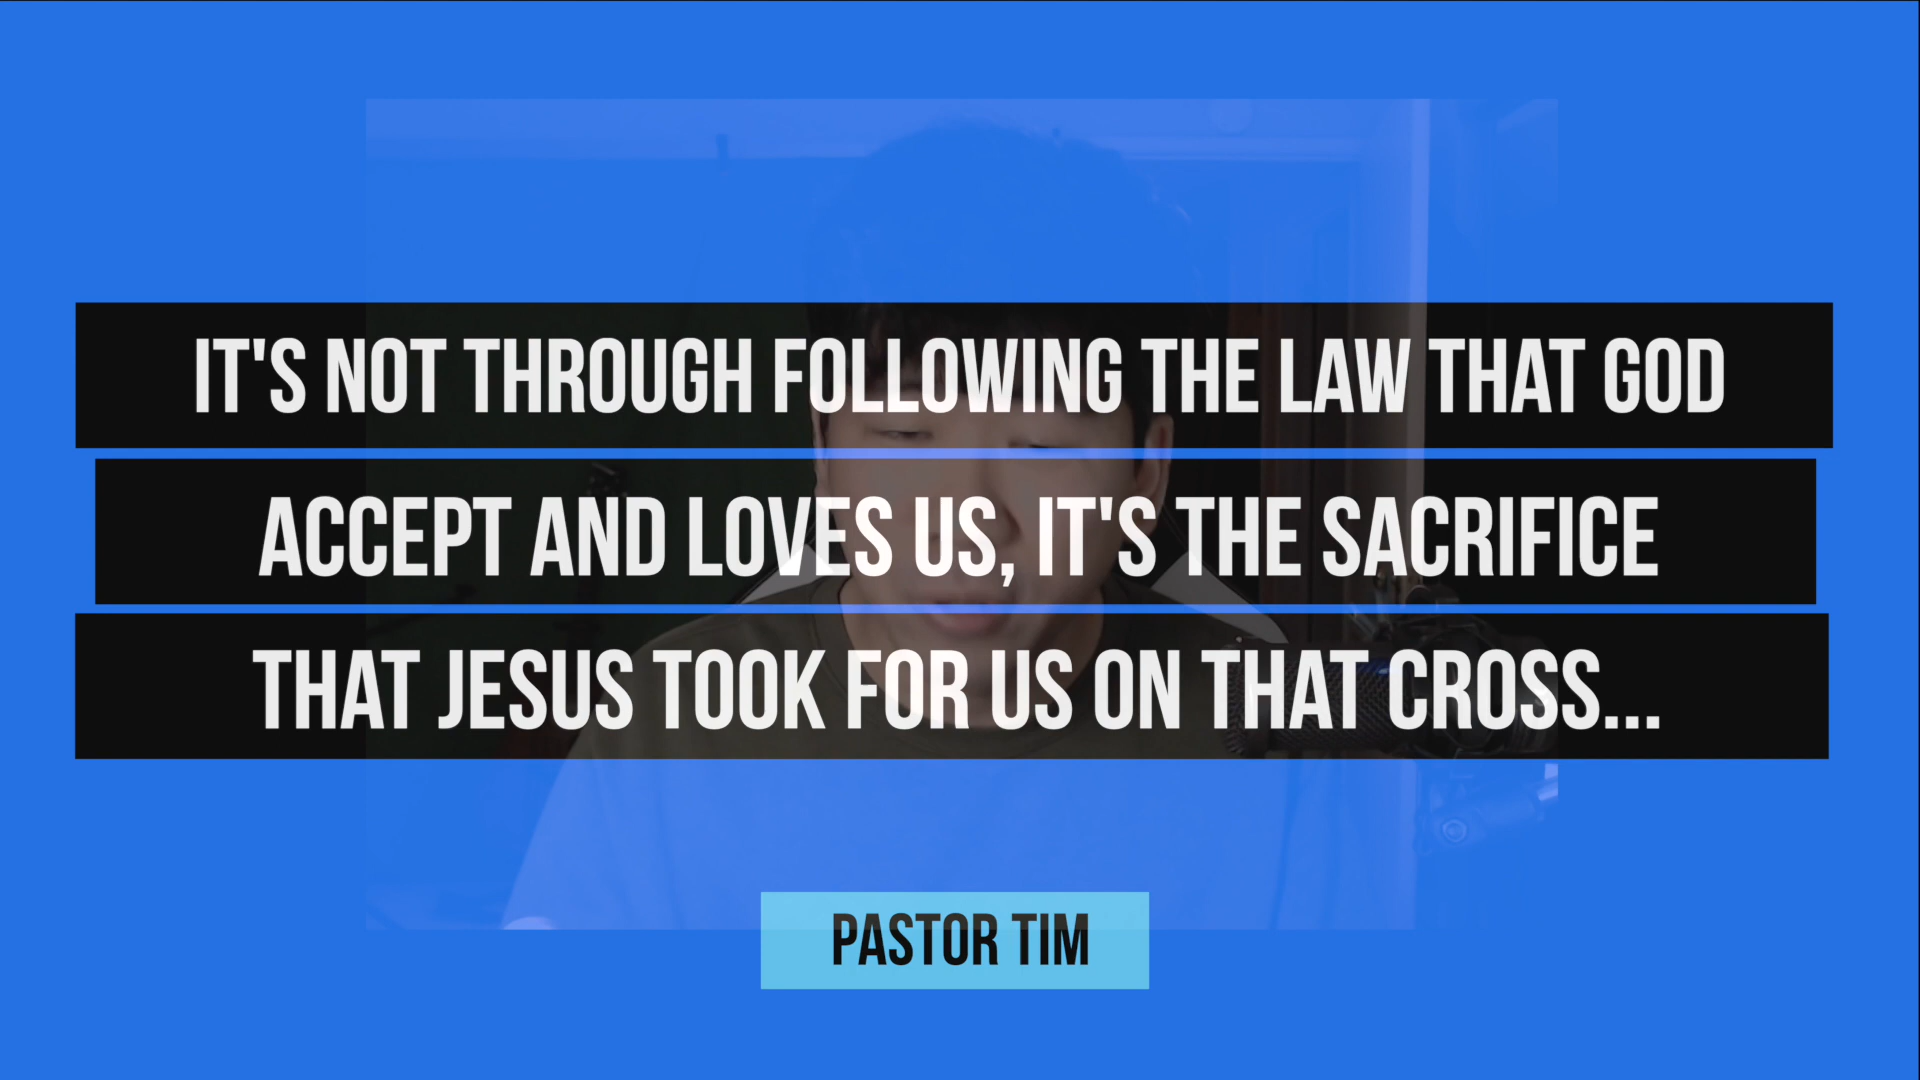 IT'S NOT THROUGH FOLLOWING THE LAW THAT GOD
ACCEPT AND LOVES US, IT'S THE SACRIFICE
THAT JESUS TOOK FOR US ON THAT CROSS...
PASTOR TIM